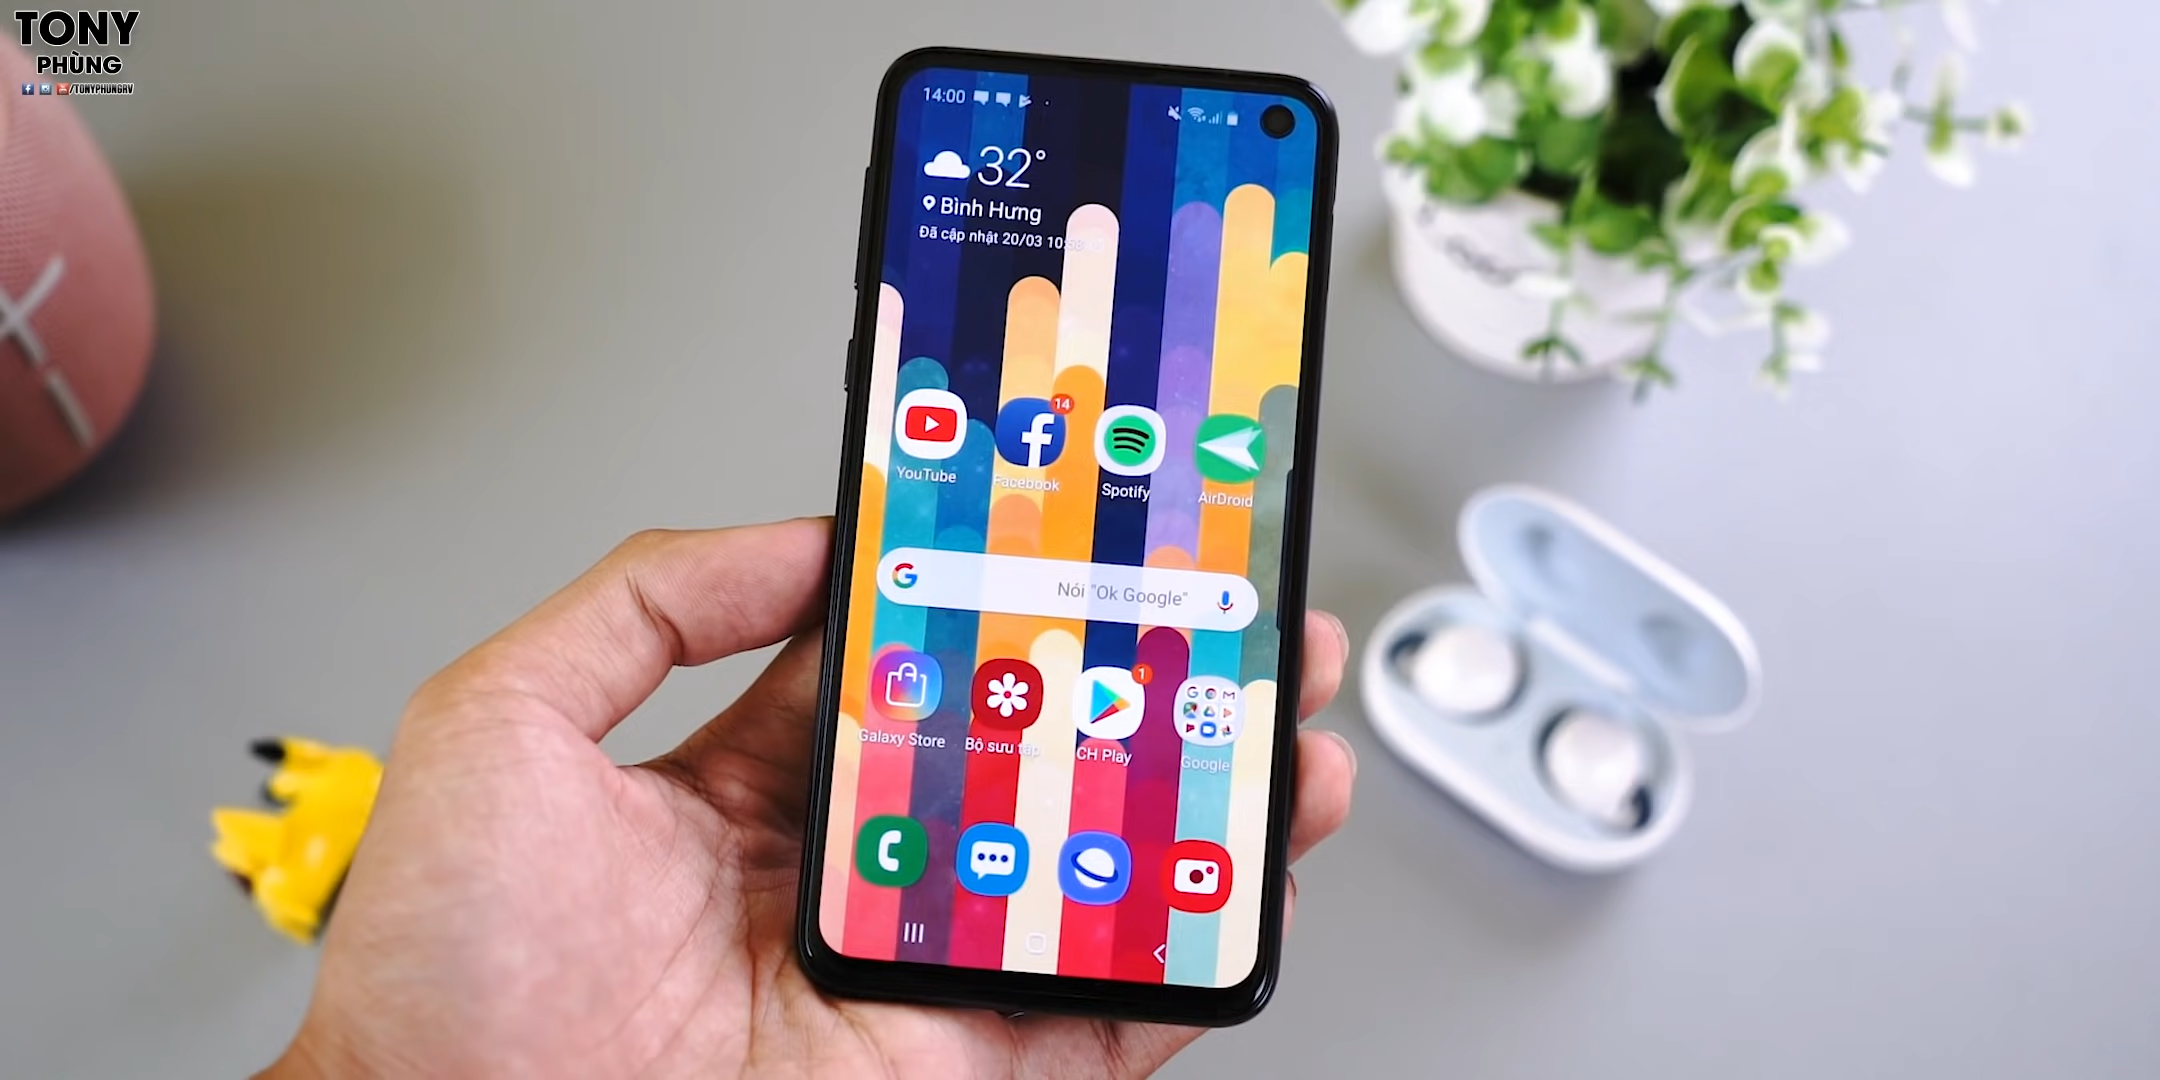 TONY
PHÙNG
/TONYPHUNGRV
14:00
32°
Bình Hưng
Đã cập nhật 20/03
14
YouTube
Facebook
Spotify
AirDroid
Nói "Ok Google"
1
Galaxy Store
Bộ sưu tập
CH Play
Google